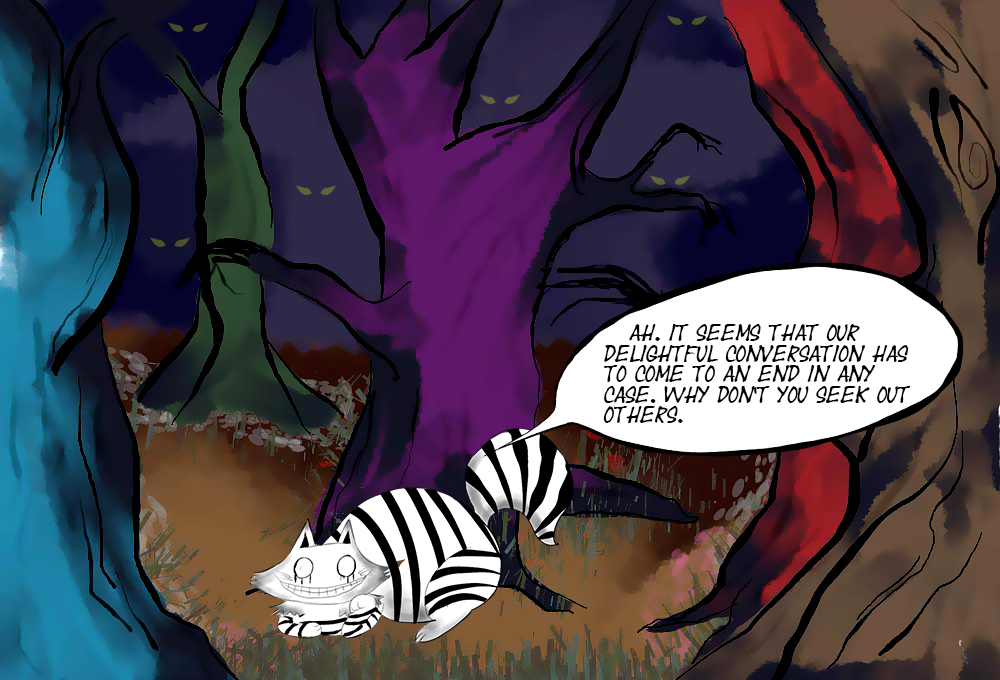 AH. IT SEEMS THAT OUR
DELIGHTFUL CONVERSATION HAS
TO COME TO AN END IN ANY
CASE. WHY DON'T YOU SEEK OUT
OTHERS.